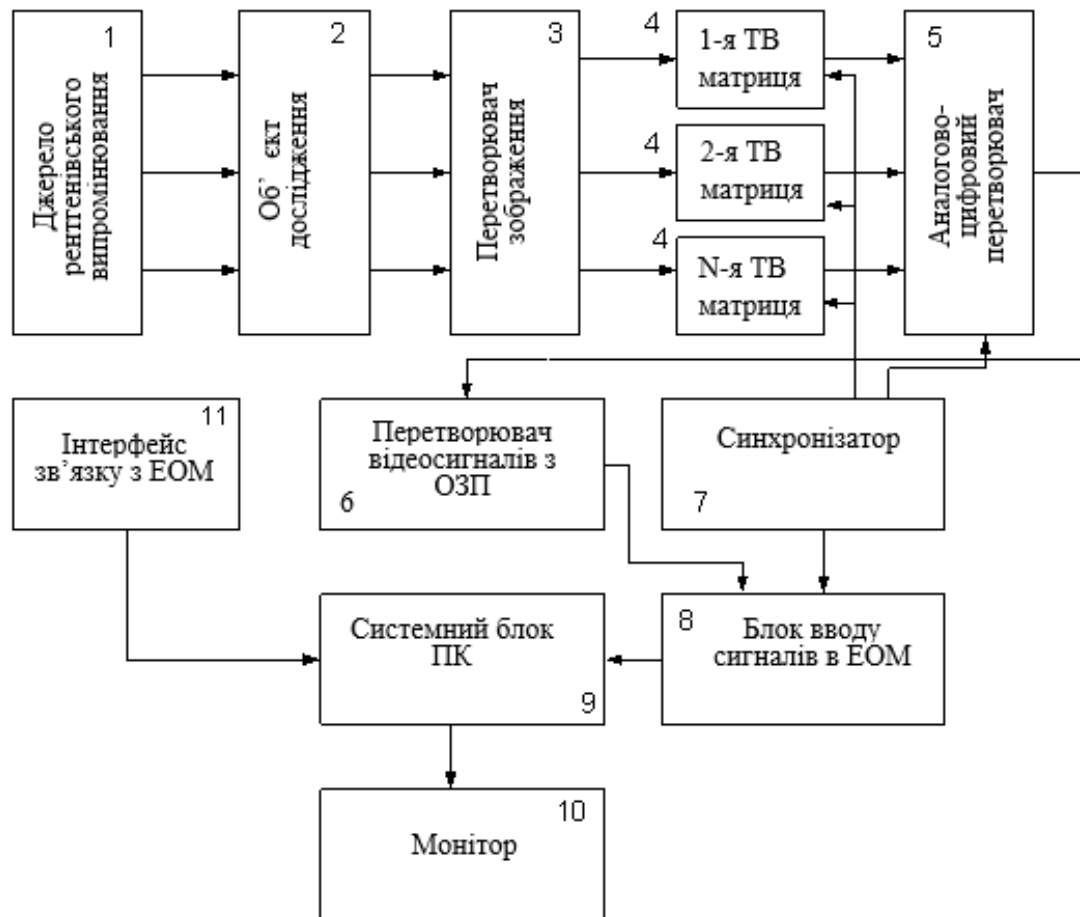 1
Джерело
рентгенівського
випромінювання
2
Об’ єкт
дослідження
3
Перетворювач
зображення
4
1-я ТВ
матриця
4
2-я ТВ
матриця
4
N-я ТВ
матриця
5
Аналогово-
цифровий
перетворювач
11
Інтерфейс
зв’язку з ЕОМ
Перетворювач
відеосигналів з
ОЗП
6
Синхронізатор
7
Системний блок
ПК
9
8
Блок вводу
сигналів в ЕОМ
10
Монітор